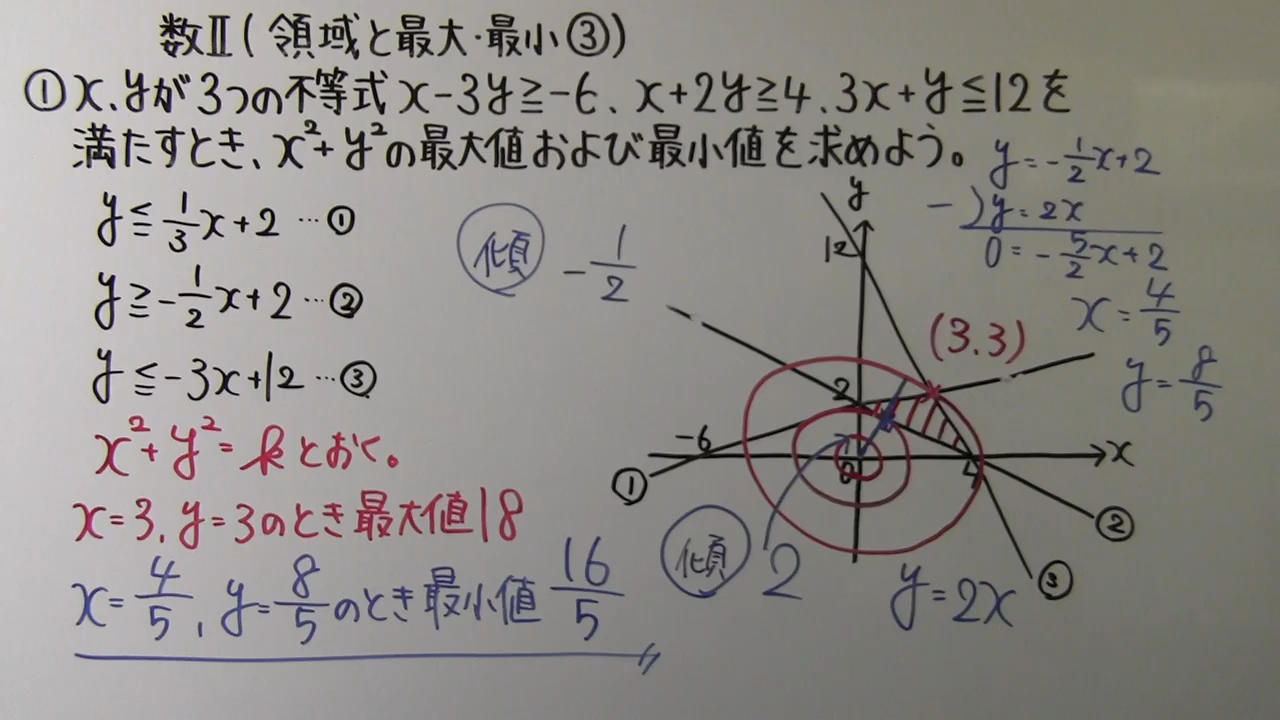 数Ⅱ(領域と最大・最小③)
①x、yが3つの不等式x-3y≧-6、x+2y≧4、3x+y≦12を
満たすとき、x²+y²の最大値および最小値を求めよう。
y≦1/3x+2…①
y≧-1/2x+2…②
y≦-3x+12…③
x²+y²=kとおく。
x=3、y=3のとき最大値18
x=4/5、y=8/5のとき最小値16/5
傾 -1/2
y
12
(3.3)
2
-6
0
4
x
①
②
③
傾 2
y=2x
y=-1/2x+2
-)y=2x
0=-5/2x+2
x=4/5
y=8/5